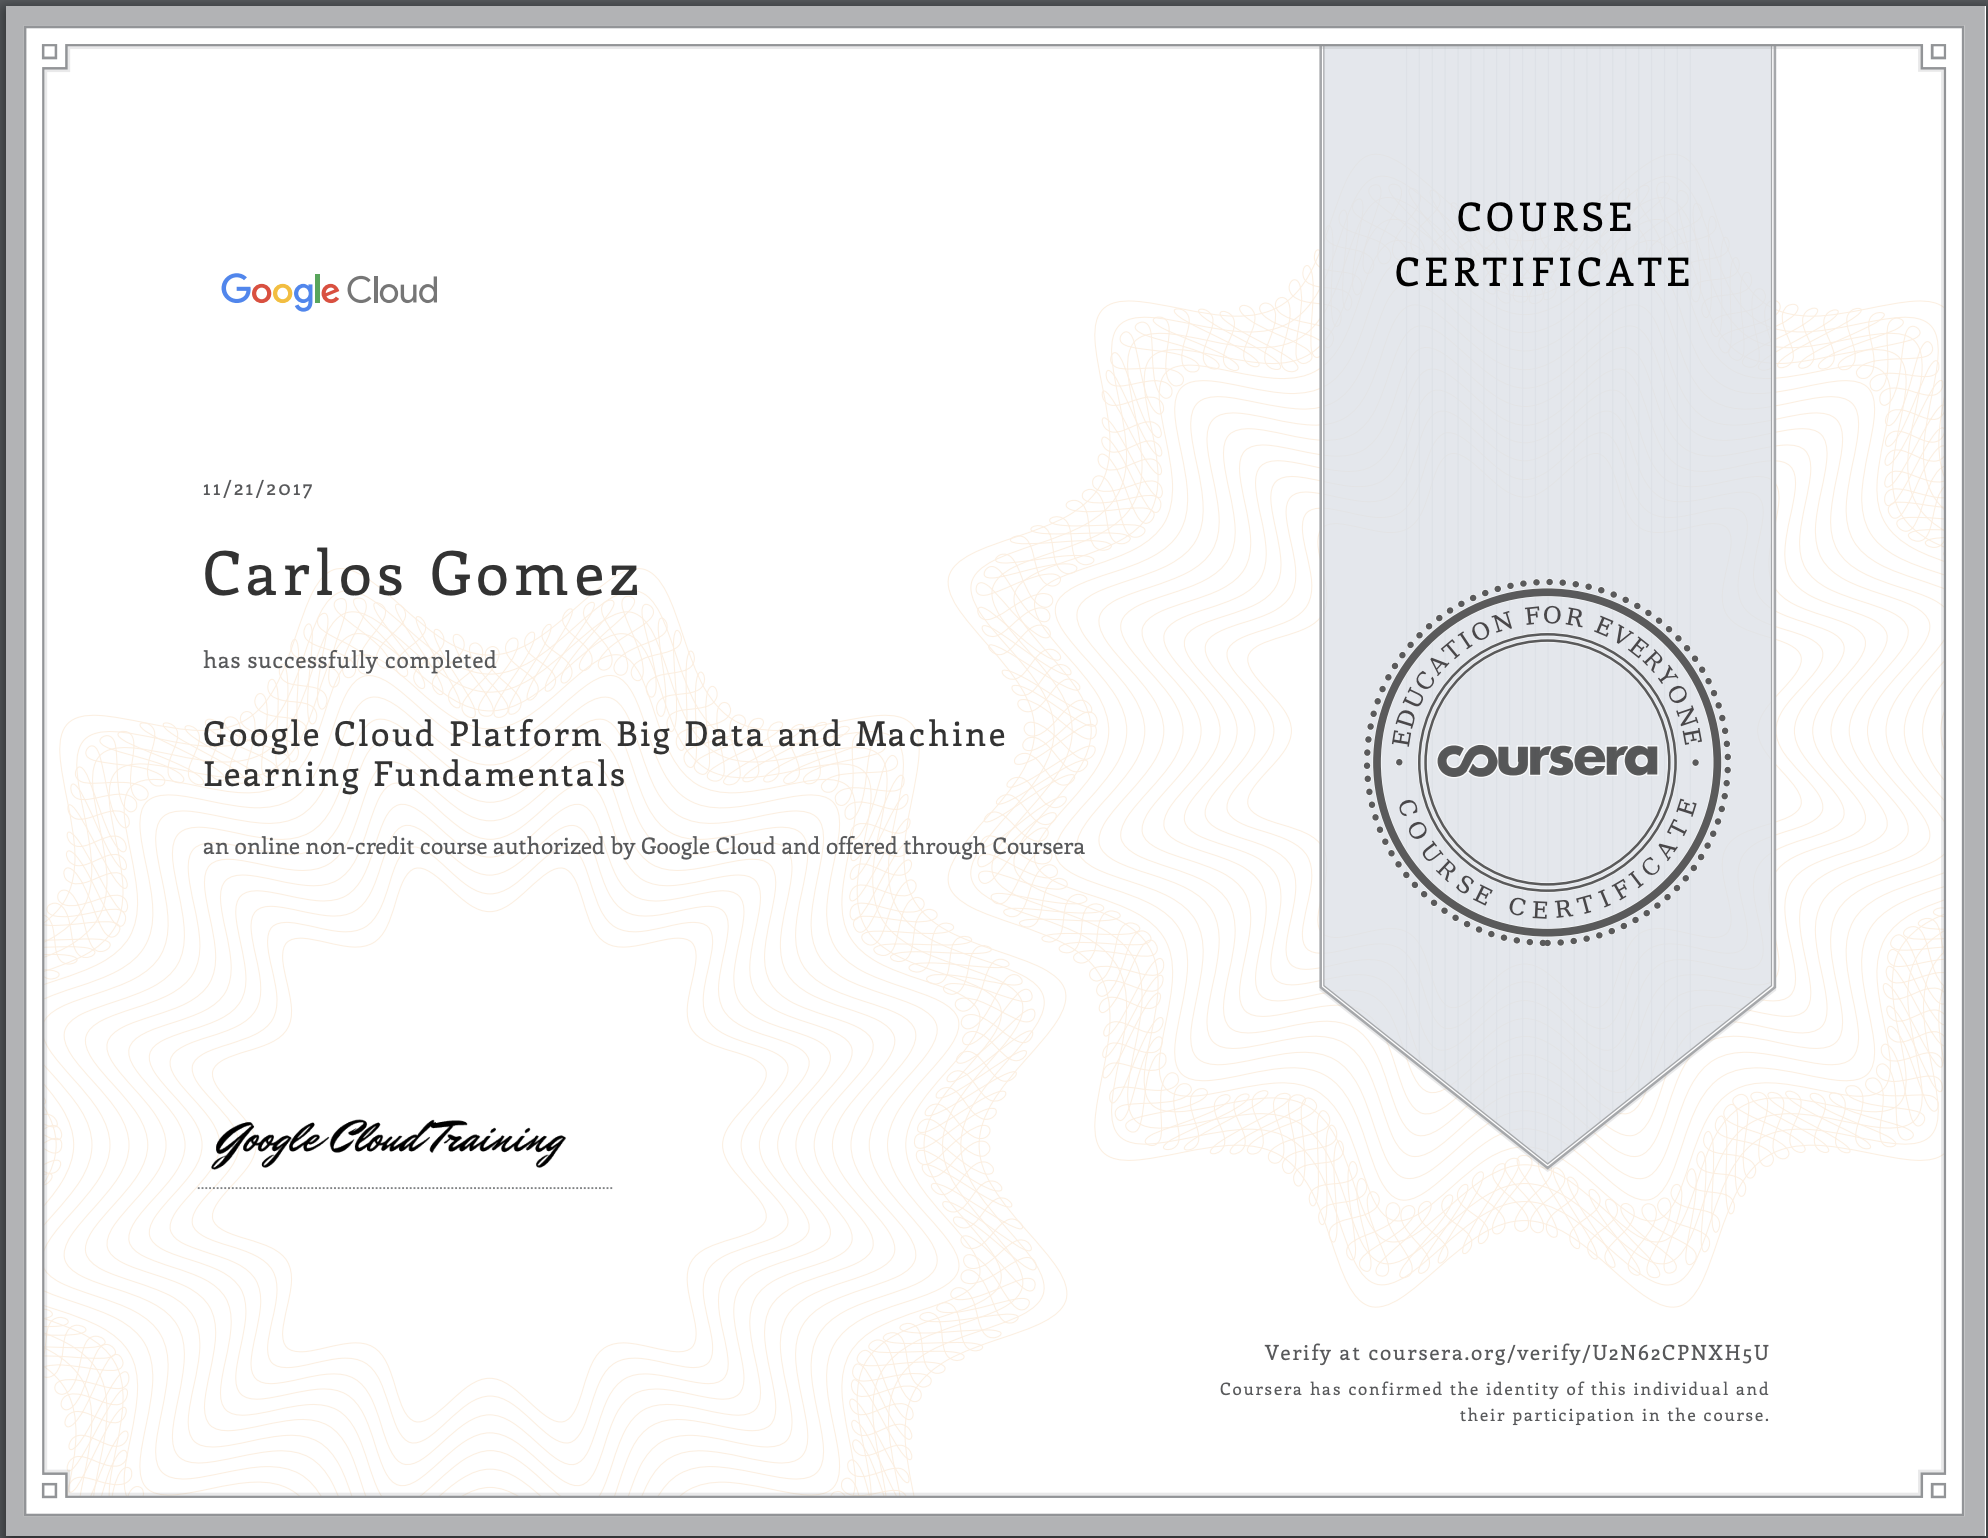 COURSE
CERTIFICATE
Google Cloud
11/21/2017
Carlos Gomez
has successfully completed
Google Cloud Platform Big Data and Machine
Learning Fundamentals
an online non-credit course authorized by Google Cloud and offered through Coursera
EDUCATION FOR EVERYONE
coursera
COURSE CERTIFICATE
Google Cloud Training
Verify at coursera.org/verify/U2N62CPNXH5U
Coursera has confirmed the identity of this individual and
their participation in the course.